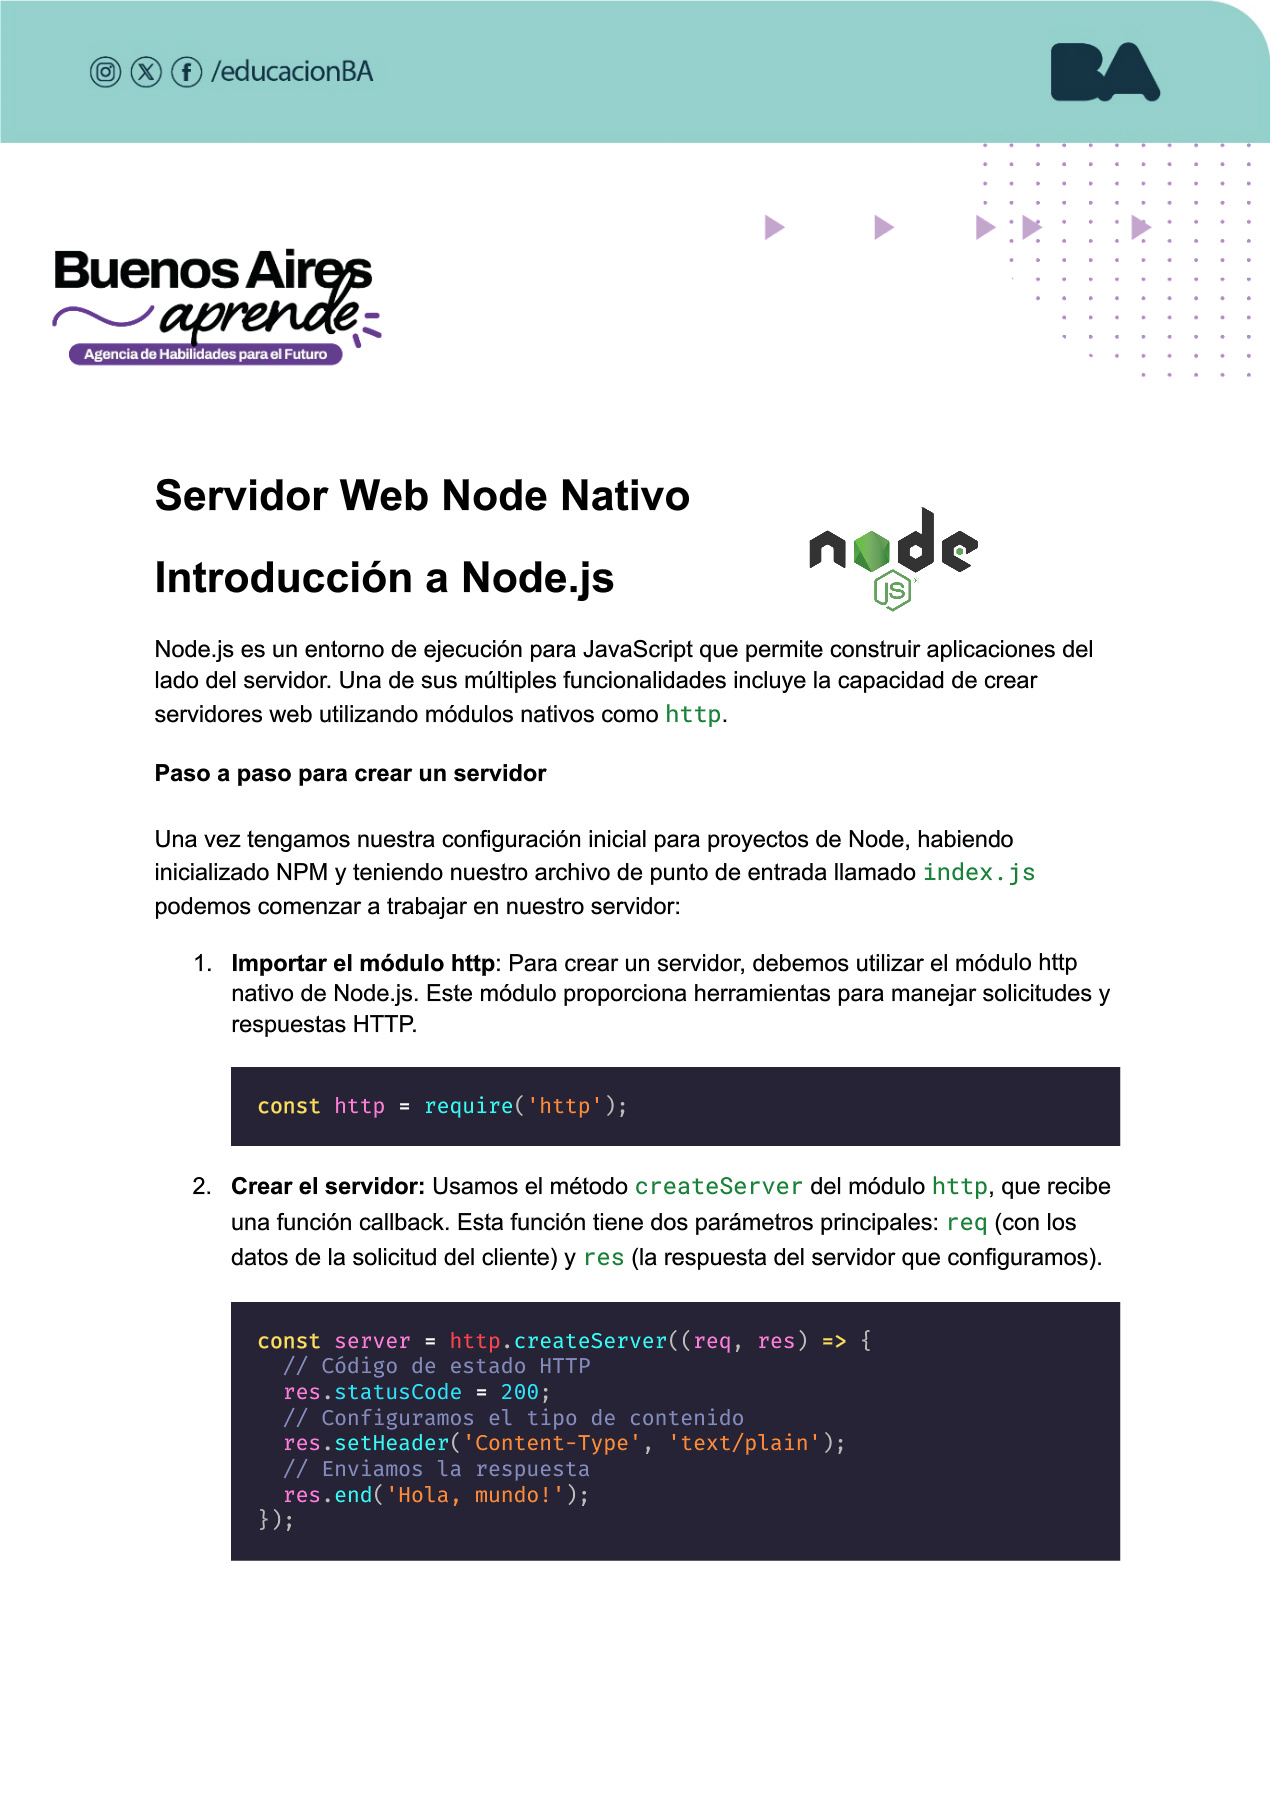 /educacionBA
BA
Buenos Aires
aprende
Agencia de Habilidades para el Futuro
Servidor Web Node Nativo
node
JS
Introducción a Node.js
Node.js es un entorno de ejecución para JavaScript que permite construir aplicaciones del
lado del servidor. Una de sus múltiples funcionalidades incluye la capacidad de crear
servidores web utilizando módulos nativos como http.
Paso a paso para crear un servidor
Una vez tengamos nuestra configuración inicial para proyectos de Node, habiendo
inicializado NPM y teniendo nuestro archivo de punto de entrada llamado index.js
podemos comenzar a trabajar en nuestro servidor:
1. Importar el módulo http: Para crear un servidor, debemos utilizar el módulo http
nativo de Node.js. Este módulo proporciona herramientas para manejar solicitudes y
respuestas HTTP.
const http = require('http');
2. Crear el servidor: Usamos el método createServer del módulo http, que recibe
una función callback. Esta función tiene dos parámetros principales: req (con los
datos de la solicitud del cliente) y res (la respuesta del servidor que configuramos).
const server = http.createServer((req, res) => {
  // Código de estado HTTP
  res.statusCode = 200;
  // Configuramos el tipo de contenido
  res.setHeader('Content-Type', 'text/plain');
  // Enviamos la respuesta
  res.end('Hola, mundo!');
});